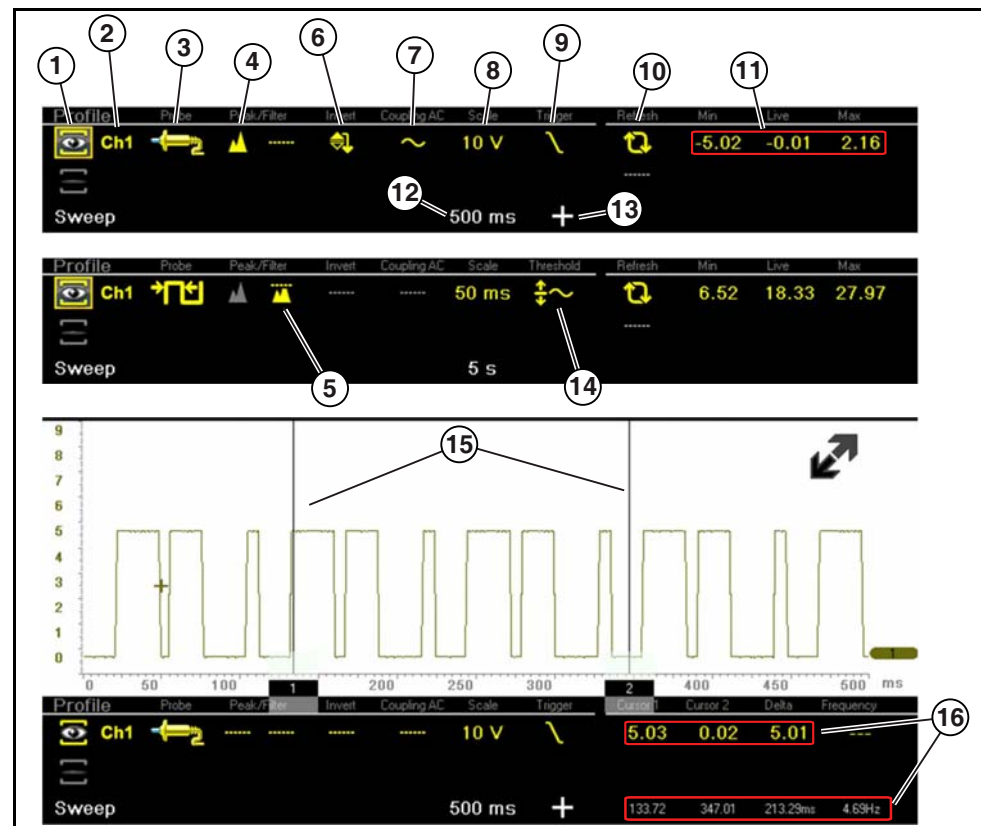 1 2 3 4 6 7 8 9 10 11
Profile Probe Peak/Filter Invert Coupling AC Scale Trigger Refresh Min Live Max
Ch1 2 ------ 10 V -5.02 -0.01 2.16
------
12 13
Sweep 500 ms +
Profile Probe Peak/Filter Invert Coupling AC Scale Threshold Refresh Min Live Max
Ch1 ------ ------ 50 ms 6.52 18.33 27.97
------
Sweep 5 s
5 14
9
8
7
6
5
4
3
2
1
0
15
1
0 50 100 1 200 250 300 2 400 450 500 ms
Profile Probe Peak/Filter Invert Coupling AC Scale Trigger Cursor 1 Cursor 2 Delta Frequency
16
Ch1 2 ------ ------ ------ ------ 10 V 5.03 0.02 5.01 ---
Sweep 500 ms + 133.72 347.01 213.29ms 4.69Hz